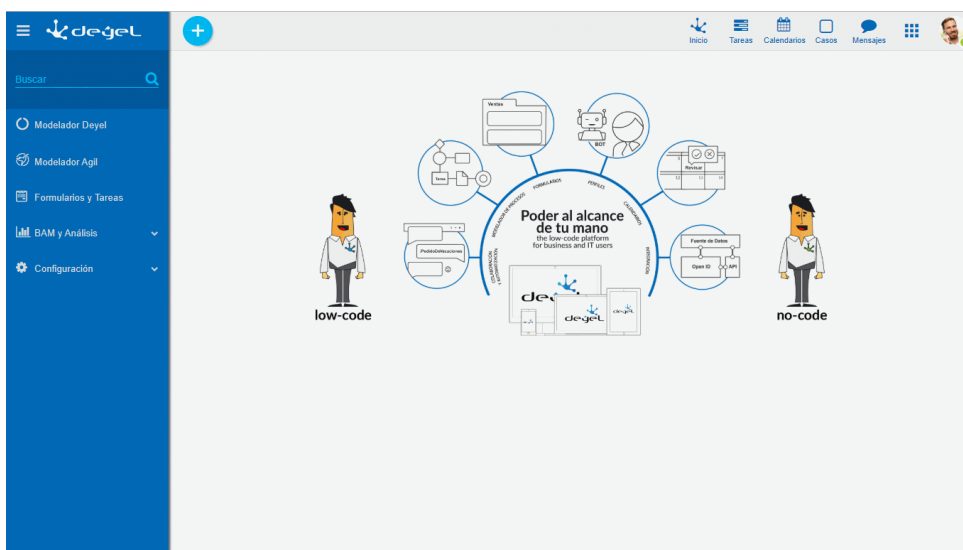 deyel
Inicio
Tareas
Calendarios
Casos
Mensajes
Buscar
Modelador Deyel
Modelador Agil
Formularios y Tareas
BAM y Análisis
Configuración
Ventas
BOT
Tarea
Revisar
FORMULARIOS
PERFILES
MODELADOR DE PROCESOS
CALENDARIOS
Poder al alcance
de tu mano
the low-code platform
for business and IT users
INTEGRACIÓN
Fuente de Datos
Open ID
API
deyel
deyel
deyel
low-code
no-code